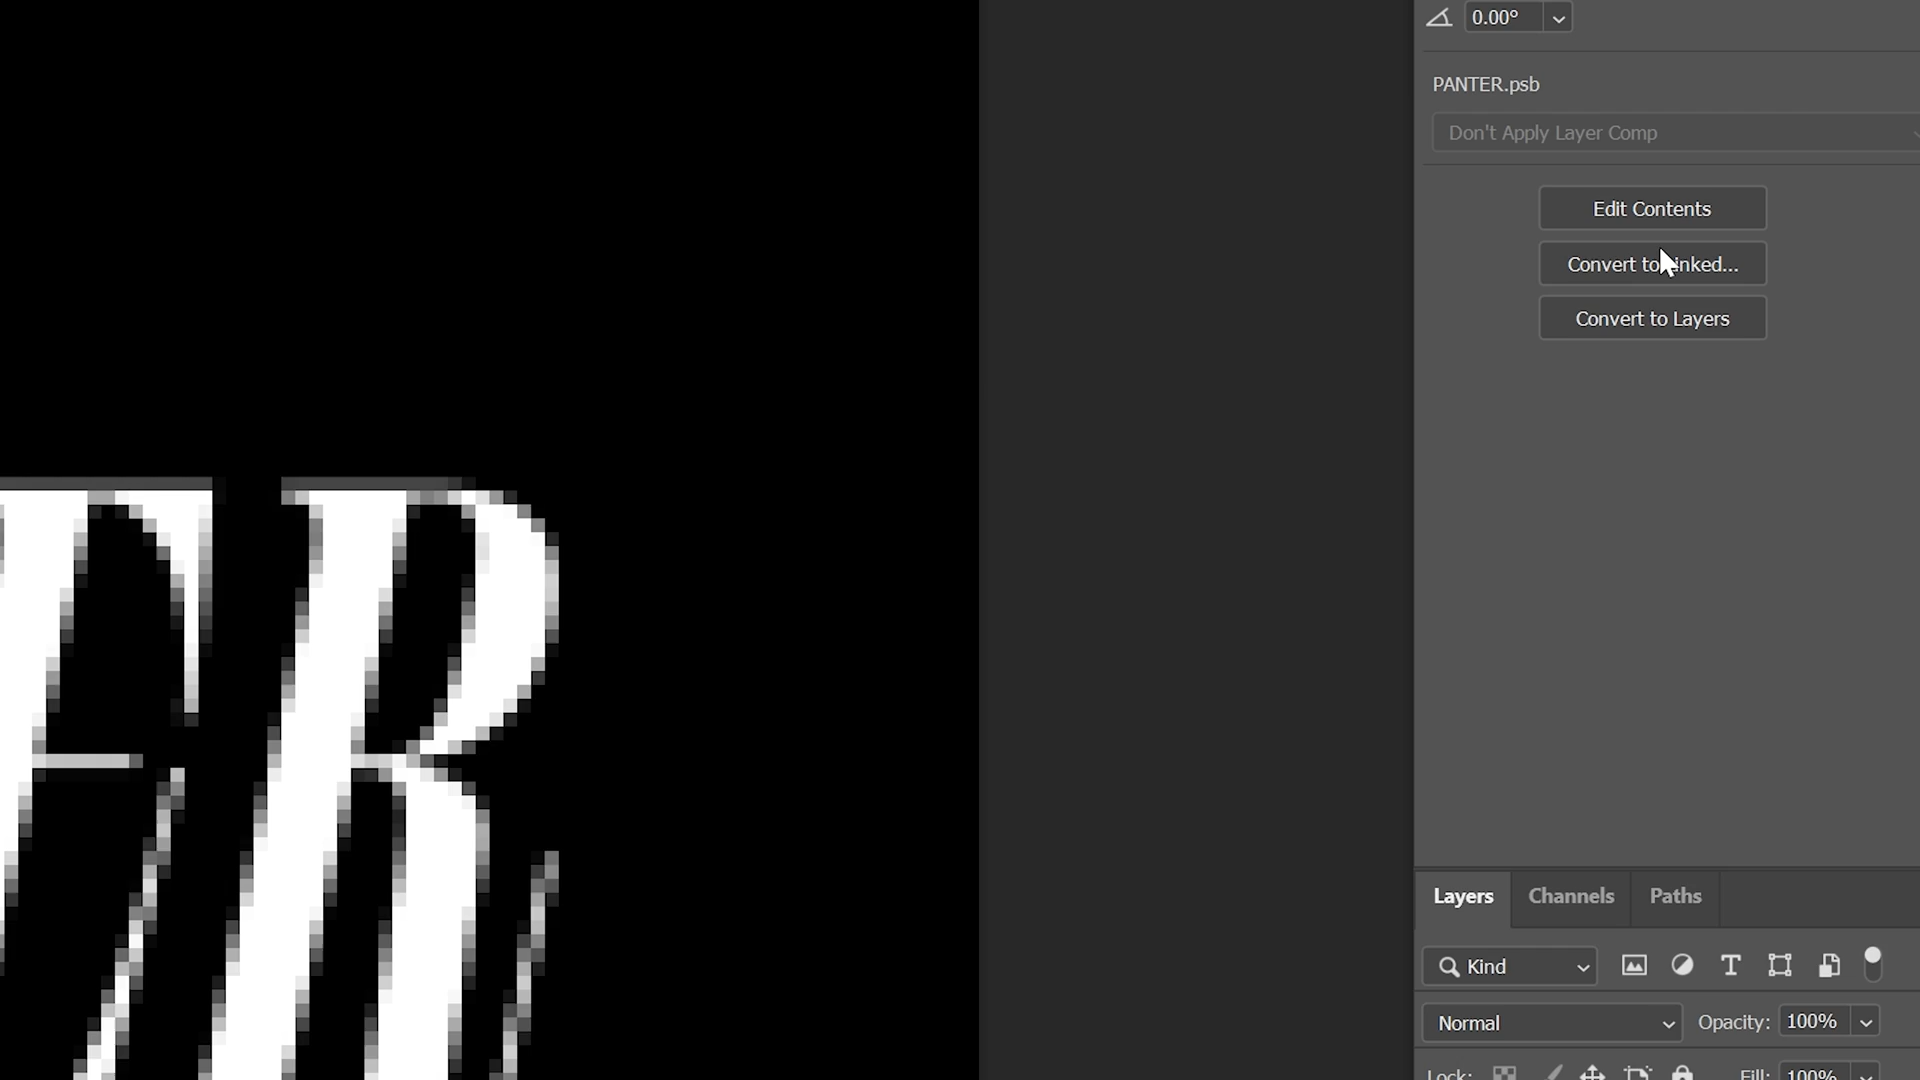 0.00°
PANTER.psb
Don't Apply Layer Comp
Edit Contents
Convert to Linked...
Convert to Layers
ER
Layers Channels Paths
Kind
Normal Opacity: 100%
Lock: Fill: 100%